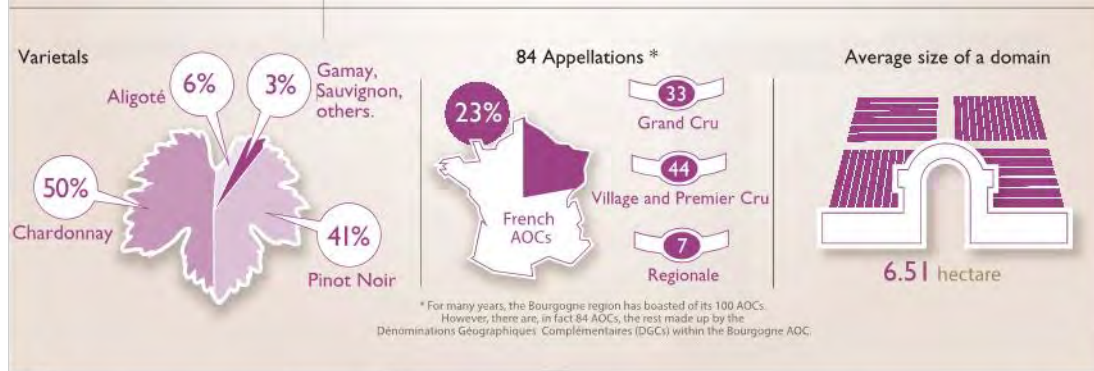 Varietals
Aligoté
6%
3%
Gamay,
Sauvignon,
others.
50%
Chardonnay
41%
Pinot Noir
84 Appellations *
23%
French
AOCs
33
Grand Cru
44
Village and Premier Cru
7
Regionale
* For many years, the Bourgogne region has boasted of its 100 AOCs.
However, there are, in fact 84 AOCs, the rest made up by the
Dénominations Géographiques Complémentaires (DGCs) within the Bourgogne AOC.
Average size of a domain
6.51 hectare